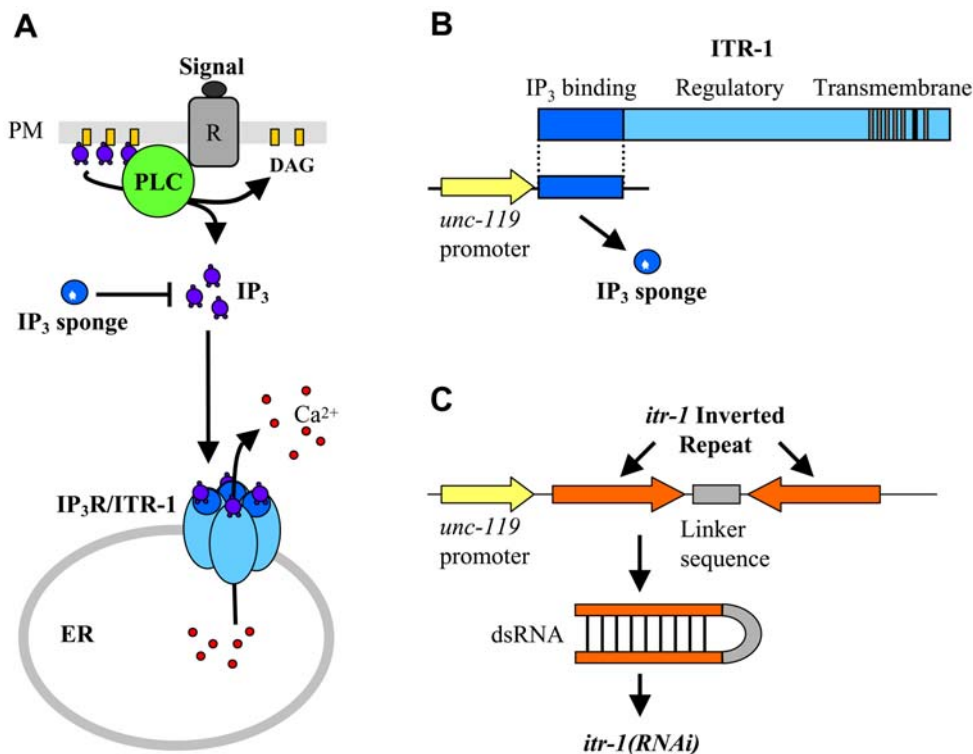 A
Signal
PM
R
DAG
PLC
IP3
IP3 sponge
Ca2+
IP3R/ITR-1
ER
B
ITR-1
IP3 binding
Regulatory
Transmembrane
unc-119
promoter
IP3 sponge
C
itr-1 Inverted
Repeat
unc-119
promoter
Linker
sequence
dsRNA
itr-1(RNAi)